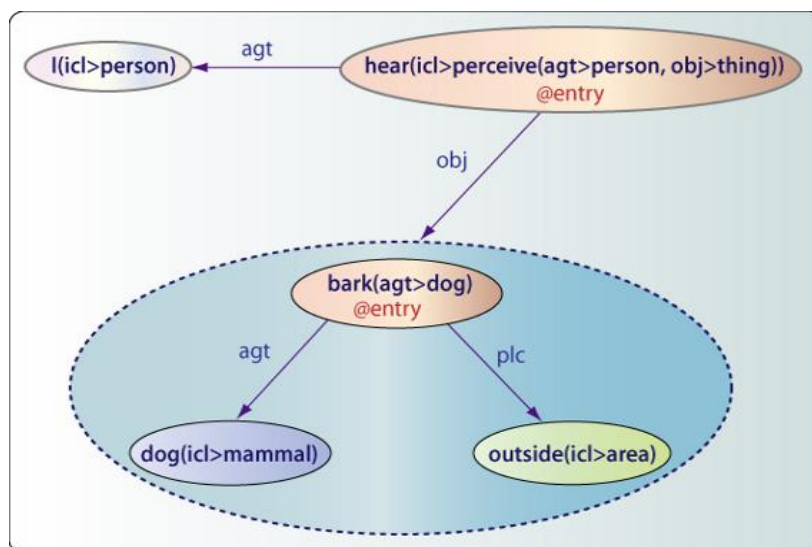 agt
I(icl>person)
hear(icl>perceive(agt>person, obj>thing))
@entry
obj
bark(agt>dog)
@entry
agt
plc
dog(icl>mammal)
outside(icl>area)